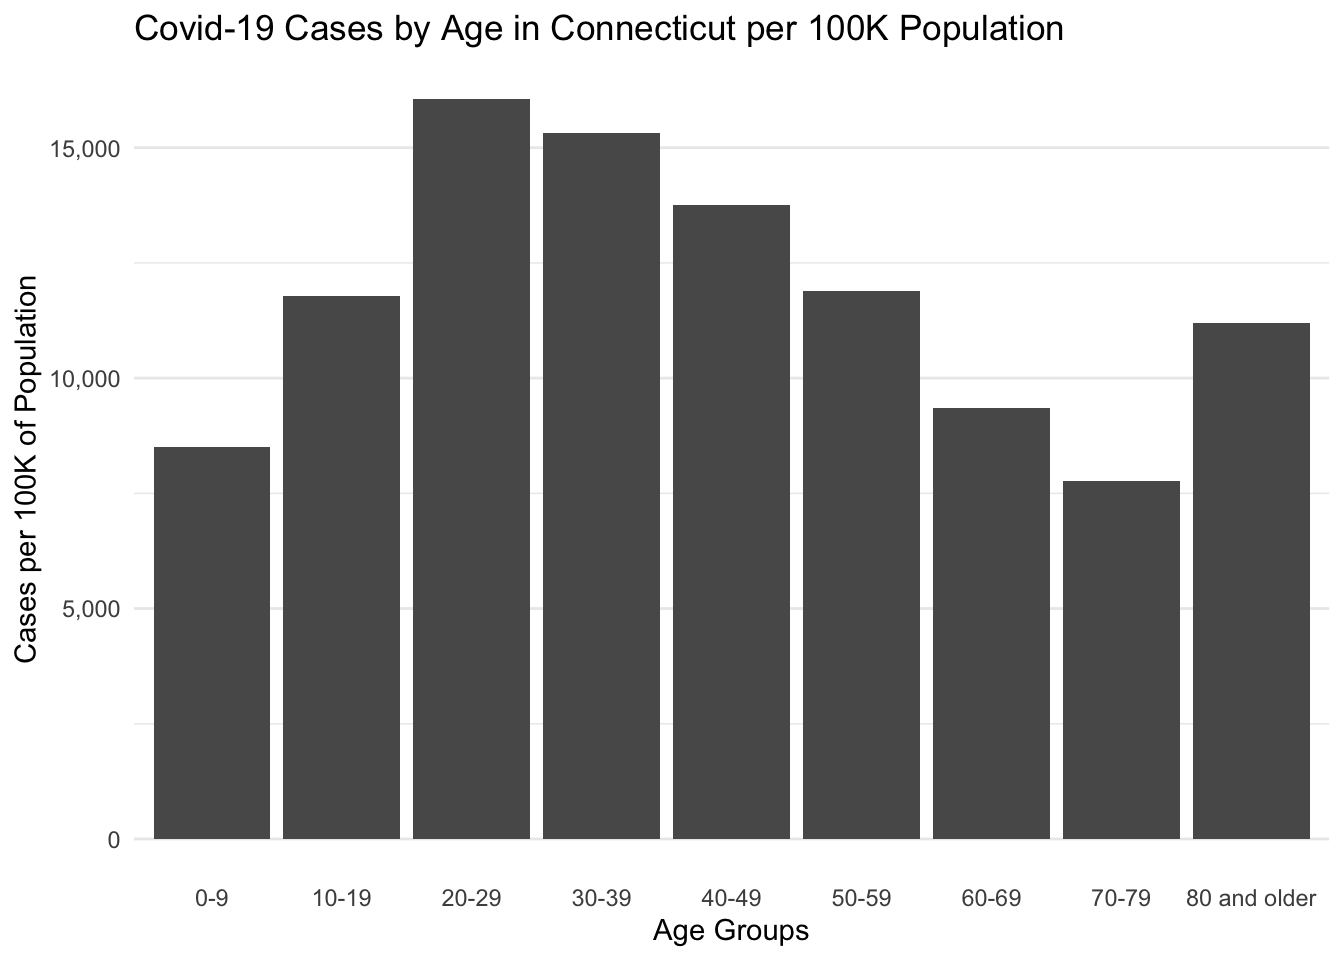 Covid-19 Cases by Age in Connecticut per 100K Population
Cases per 100K of Population
15,000
10,000
5,000
0
0-9 10-19 20-29 30-39 40-49 50-59 60-69 70-79 80 and older
Age Groups